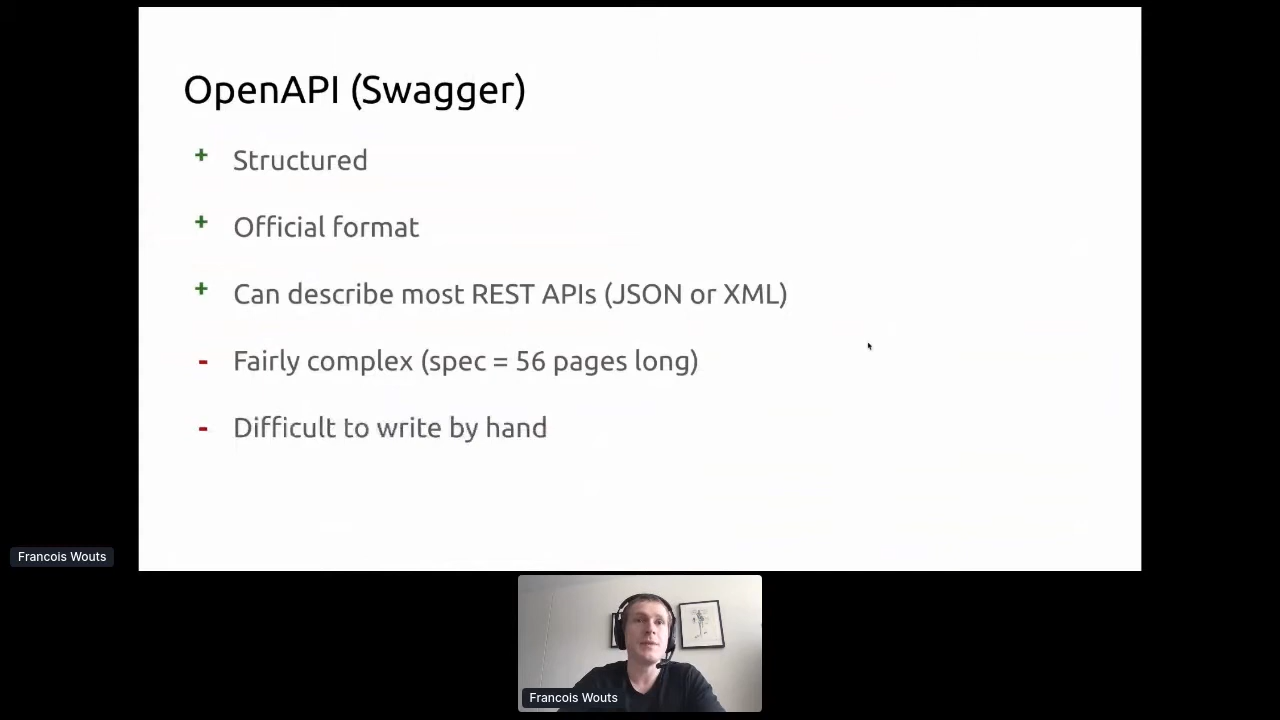 OpenAPI (Swagger)
+ Structured
+ Official format
+ Can describe most REST APIs (JSON or XML)
- Fairly complex (spec = 56 pages long)
- Difficult to write by hand
Francois Wouts
Francois Wouts